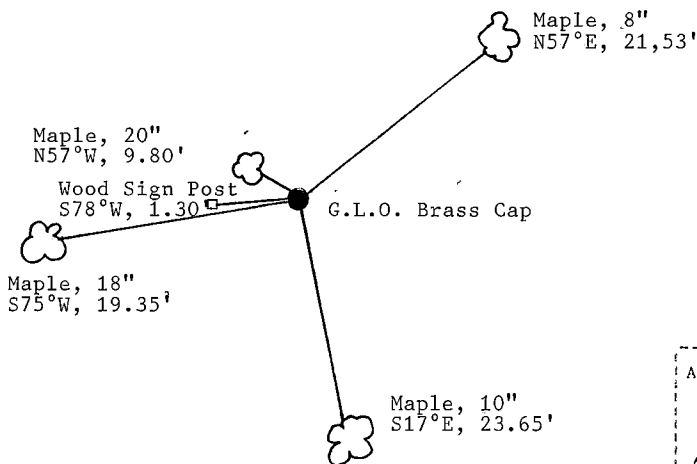 Maple, 8"
N57°E, 21,53'
Maple, 20"
N57°W, 9.80'
Wood Sign Post
S78°W, 1.30'
G.L.O. Brass Cap
Maple, 18"
S75°W, 19.35'
Maple, 10"
S17°E, 23.65'
A